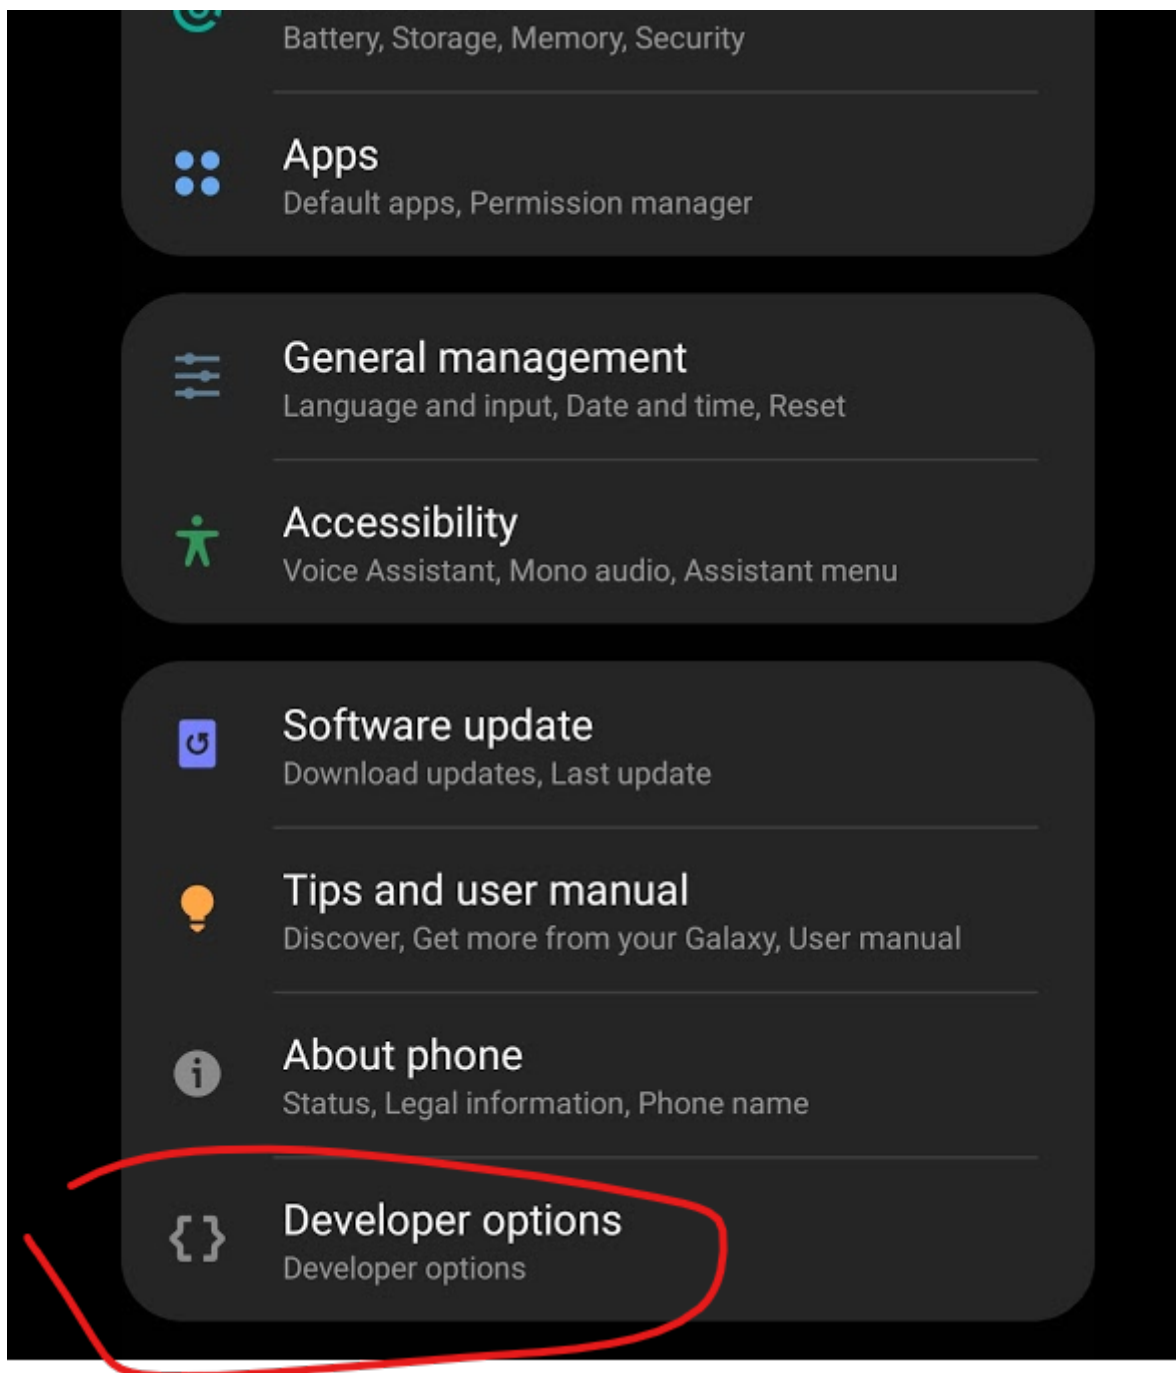 Battery, Storage, Memory, Security
Apps
Default apps, Permission manager
General management
Language and input, Date and time, Reset
Accessibility
Voice Assistant, Mono audio, Assistant menu
Software update
Download updates, Last update
Tips and user manual
Discover, Get more from your Galaxy, User manual
About phone
Status, Legal information, Phone name
Developer options
Developer options